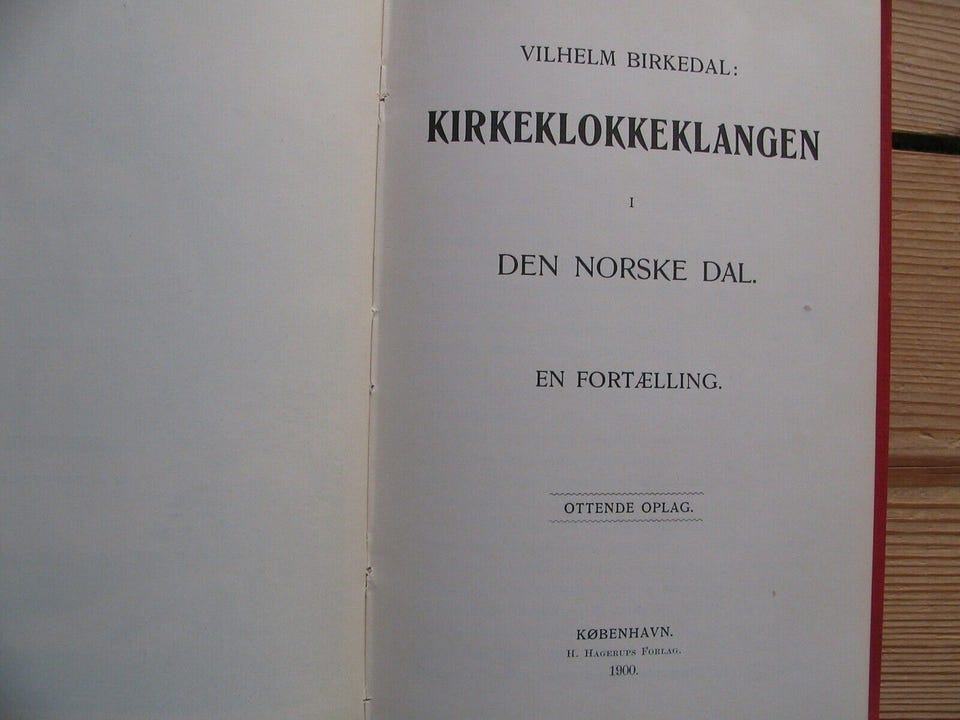 VILHELM BIRKEDAL:
KIRKEKLOKKEKLANGEN
I
DEN NORSKE DAL.
EN FORTÆLLING.
OTTENDE OPLAG.
KØBENHAVN.
H. HAGERUPS FORLAG.
1900.